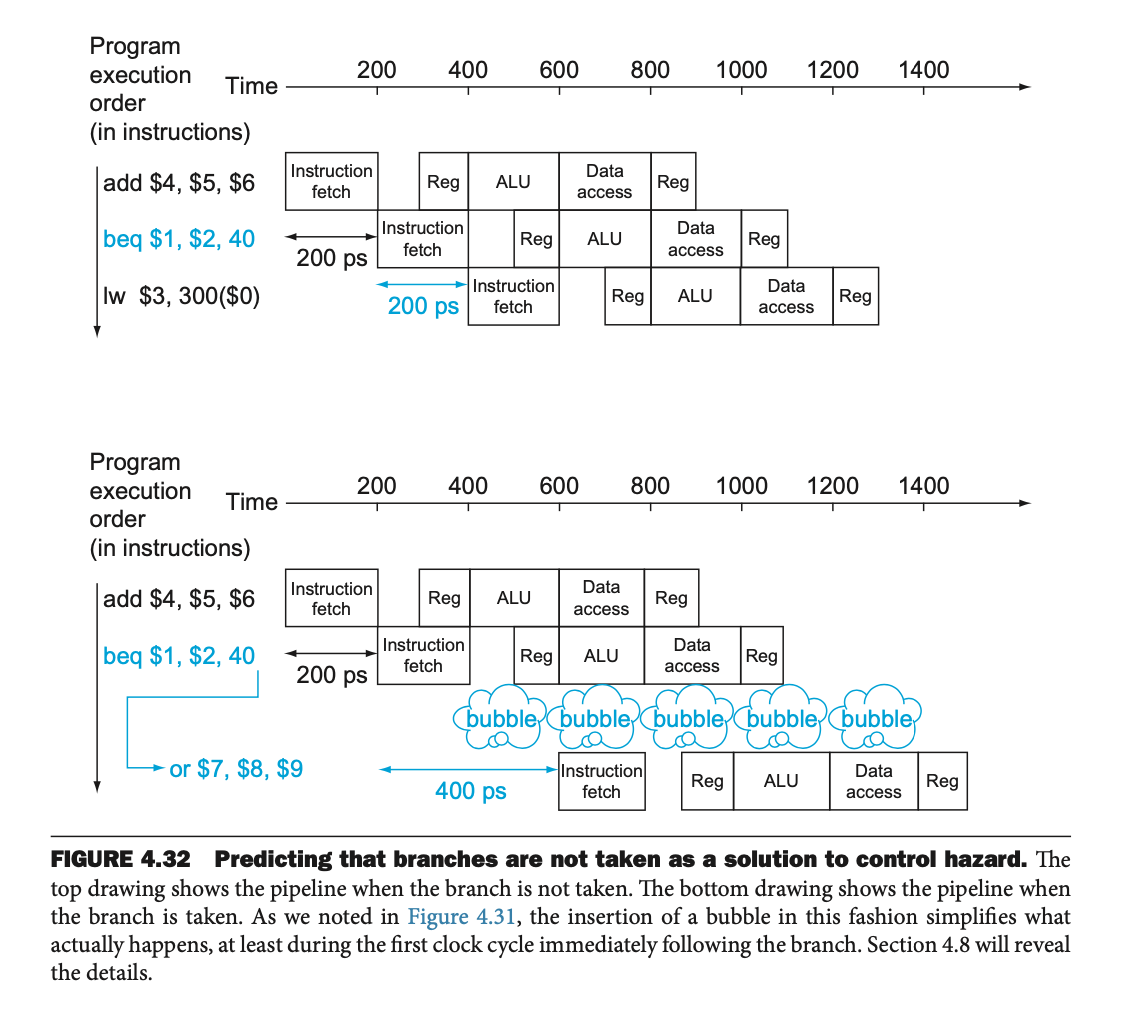 Program
execution
order
(in instructions)
Time
200 400 600 800 1000 1200 1400
add $4, $5, $6
Instruction
fetch
Reg
ALU
Data
access
Reg
beq $1, $2, 40
200 ps
Instruction
fetch
Reg
ALU
Data
access
Reg
lw $3, 300($0)
200 ps
Instruction
fetch
Reg
ALU
Data
access
Reg
Program
execution
order
(in instructions)
Time
200 400 600 800 1000 1200 1400
add $4, $5, $6
Instruction
fetch
Reg
ALU
Data
access
Reg
beq $1, $2, 40
200 ps
Instruction
fetch
Reg
ALU
Data
access
Reg
bubble bubble bubble bubble bubble
or $7, $8, $9
400 ps
Instruction
fetch
Reg
ALU
Data
access
Reg
FIGURE 4.32 Predicting that branches are not taken as a solution to control hazard. The
top drawing shows the pipeline when the branch is not taken. The bottom drawing shows the pipeline when
the branch is taken. As we noted in Figure 4.31, the insertion of a bubble in this fashion simplifies what
actually happens, at least during the first clock cycle immediately following the branch. Section 4.8 will reveal
the details.